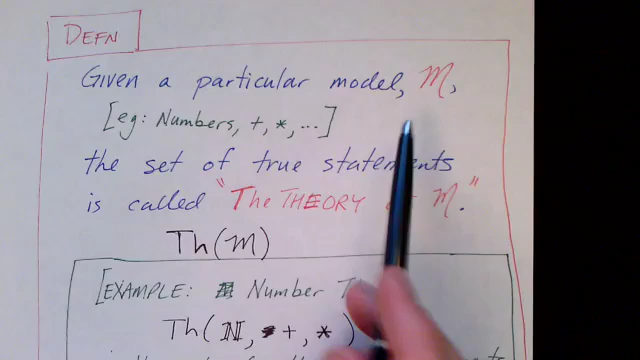 DEFN
Given a particular model, M,
[eg: Numbers, +, *, ...]
the set of true statements
is called "The THEORY M."
Th(M)
[EXAMPLE: Number
Th(ℕ, +, *)